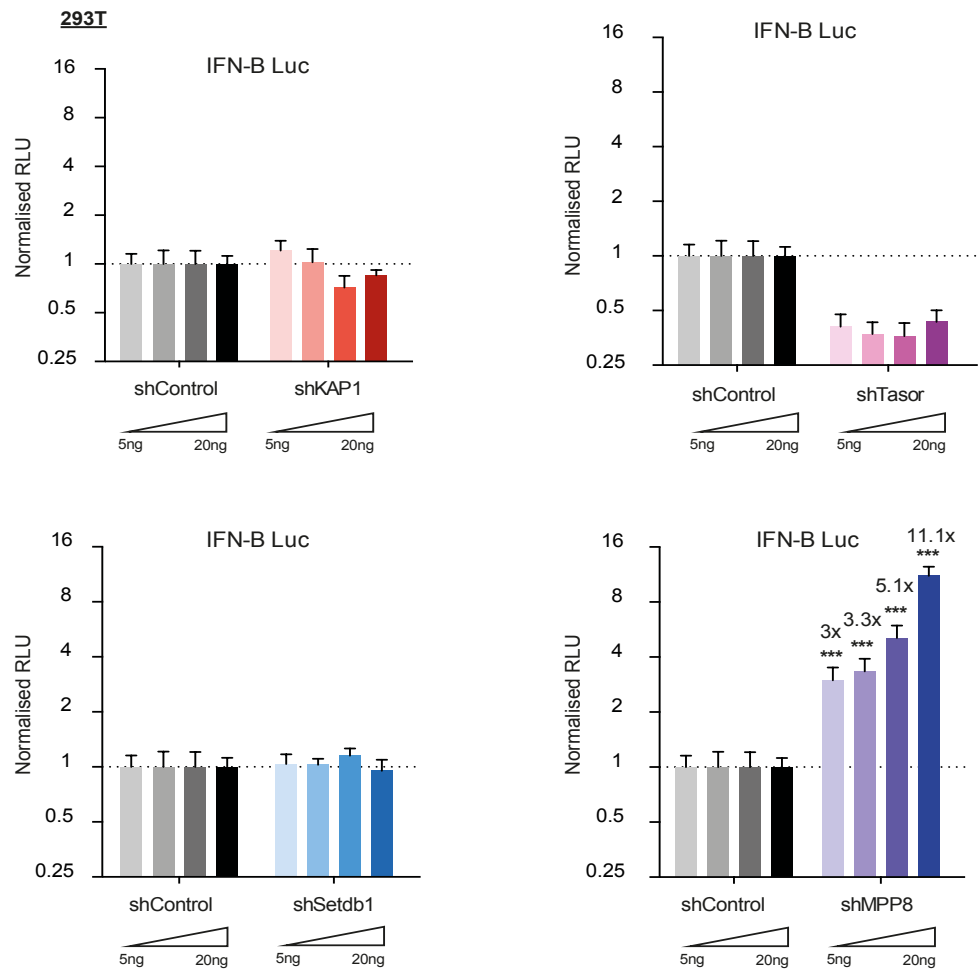 293T
IFN-B Luc
Normalised RLU
16
8
4
2
1
0.5
0.25
shControl shKAP1
5ng 20ng 5ng 20ng
IFN-B Luc
Normalised RLU
16
8
4
2
1
0.5
0.25
shControl shTasor
5ng 20ng 5ng 20ng
IFN-B Luc
Normalised RLU
16
8
4
2
1
0.5
0.25
shControl shSetdb1
5ng 20ng 5ng 20ng
IFN-B Luc
Normalised RLU
16
8
4
2
1
0.5
0.25
3x
***
3.3x
***
5.1x
***
11.1x
***
shControl shMPP8
5ng 20ng 5ng 20ng